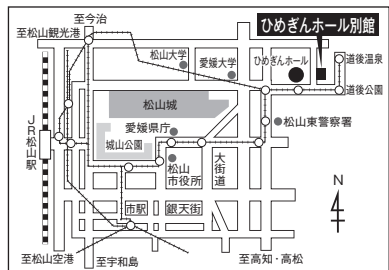 至今治
至松山観光港
ひめぎんホール別館
松山大学
愛媛大学
ひめぎんホール
道後温泉
道後公園
松山城
JR松山駅
愛媛県庁
城山公園
松山東警察署
松山
市役所
大街道
市駅
銀天街
N
至松山空港
至宇和島
至高知・高松